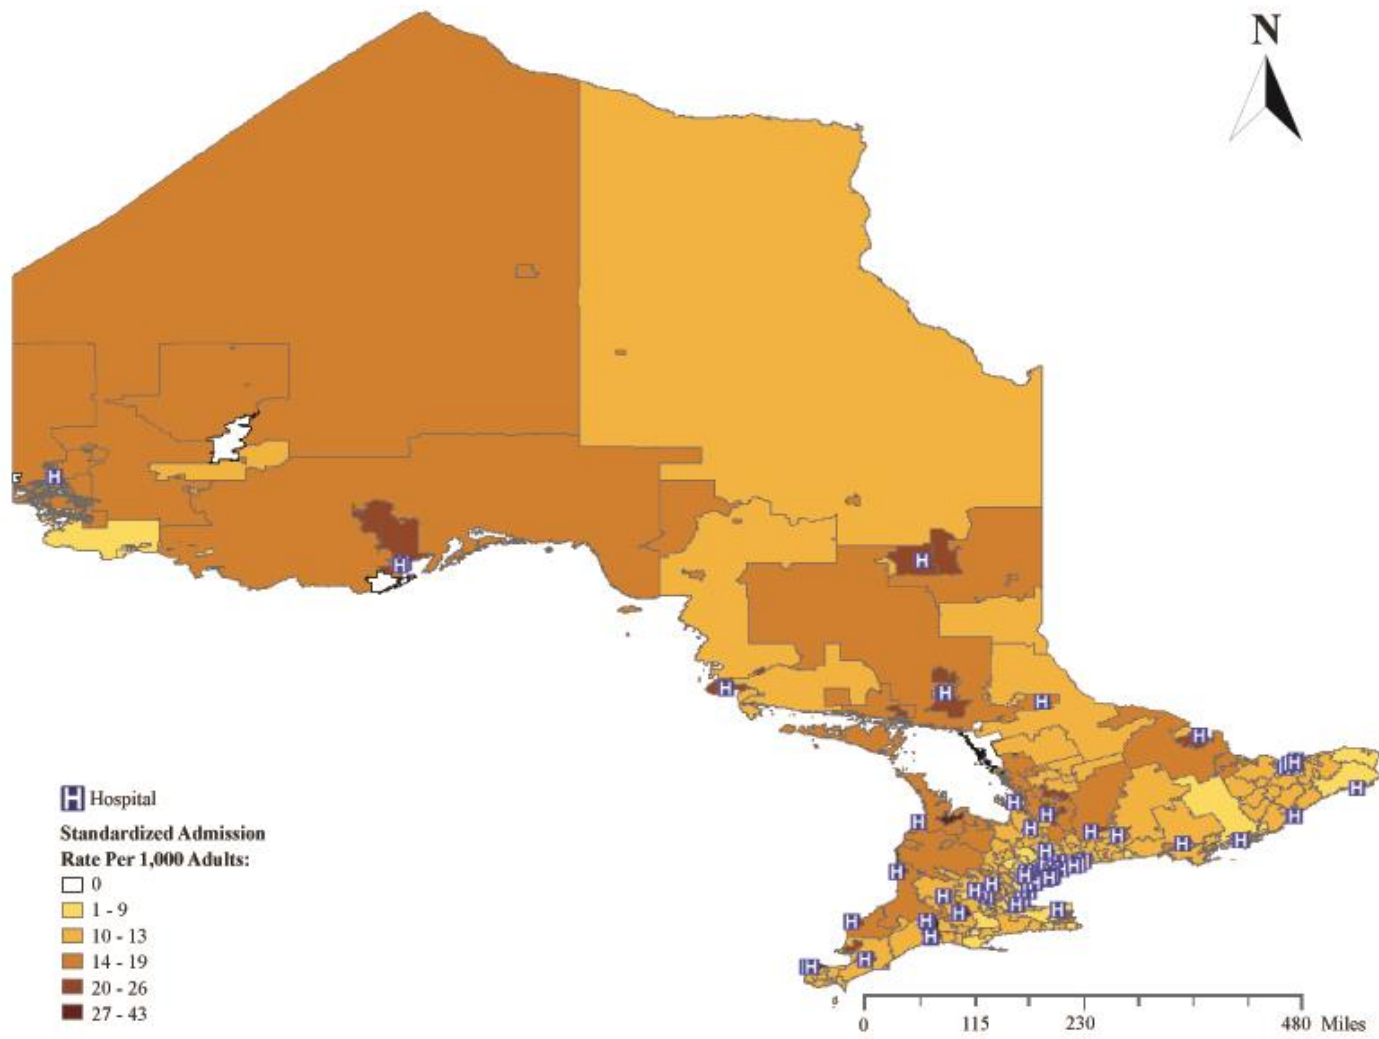 N
Hospital
Standardized Admission
Rate Per 1,000 Adults:
0
1 - 9
10 - 13
14 - 19
20 - 26
27 - 43
0 115 230 480 Miles